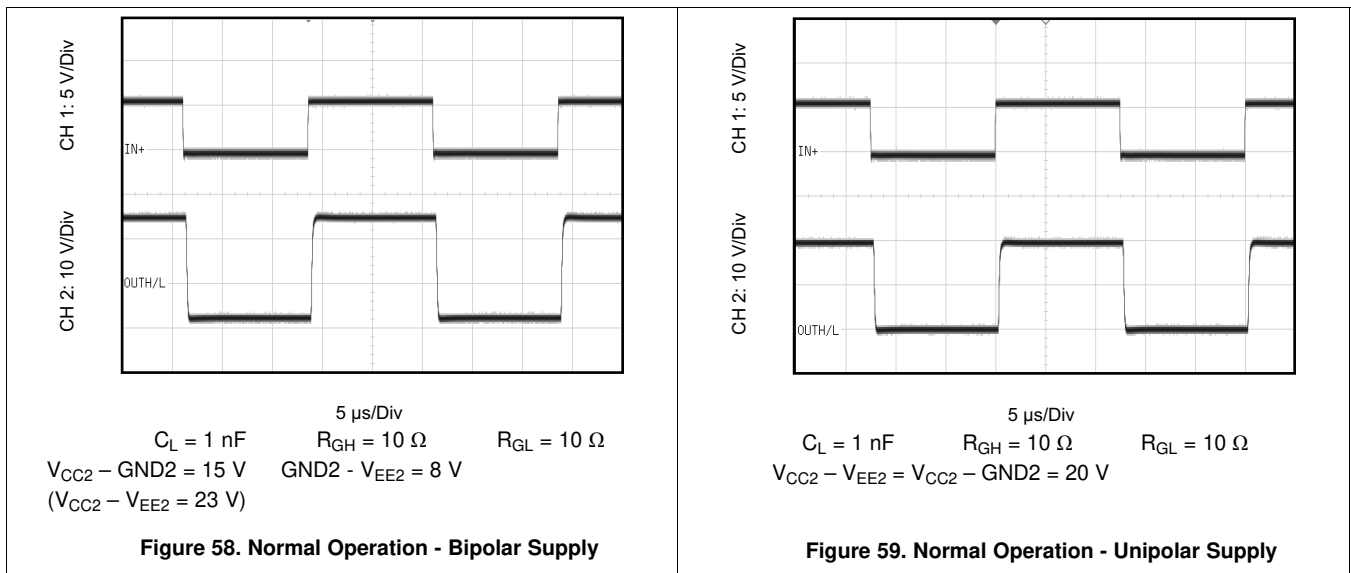 CH 1: 5 V/Div
IN+
CH 2: 10 V/Div
OUTH/L
5 µs/Div
C_L = 1 nF R_GH = 10 Ω R_GL = 10 Ω
V_CC2 – GND2 = 15 V GND2 - V_EE2 = 8 V
(V_CC2 – V_EE2 = 23 V)
Figure 58. Normal Operation - Bipolar Supply
CH 1: 5 V/Div
IN+
CH 2: 10 V/Div
OUTH/L
5 µs/Div
C_L = 1 nF R_GH = 10 Ω R_GL = 10 Ω
V_CC2 – V_EE2 = V_CC2 – GND2 = 20 V
Figure 59. Normal Operation - Unipolar Supply